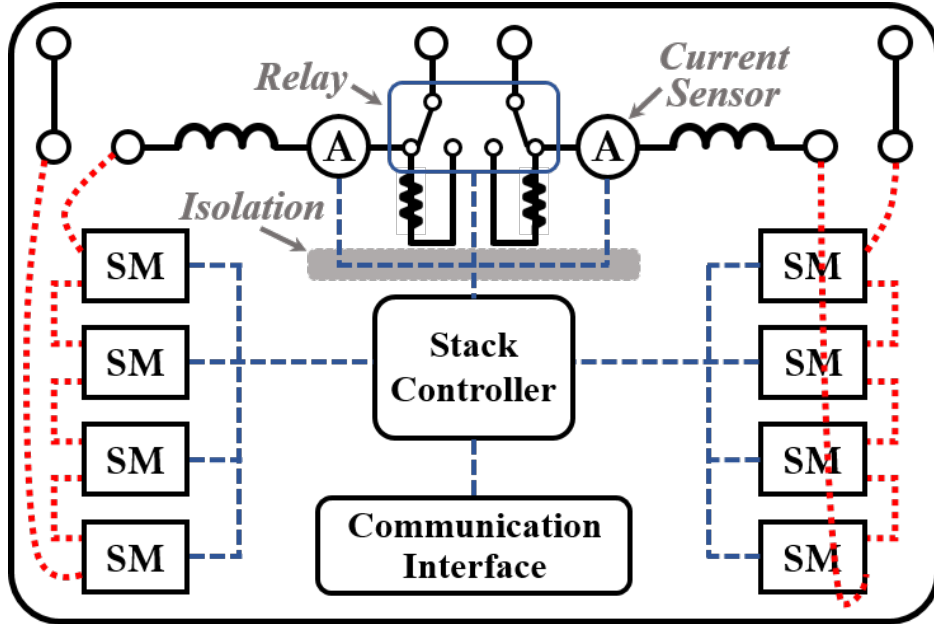 Relay
Current
Sensor
A
A
Isolation
SM
SM
SM
SM
Stack
Controller
SM
SM
SM
SM
Communication
Interface